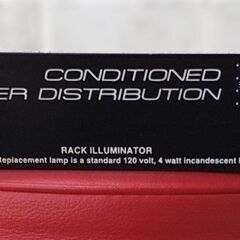 CONDITIONED
ER DISTRIBUTION
RACK ILLUMINATOR
Replacement lamp is a standard 120 volt, 4 watt incandescent